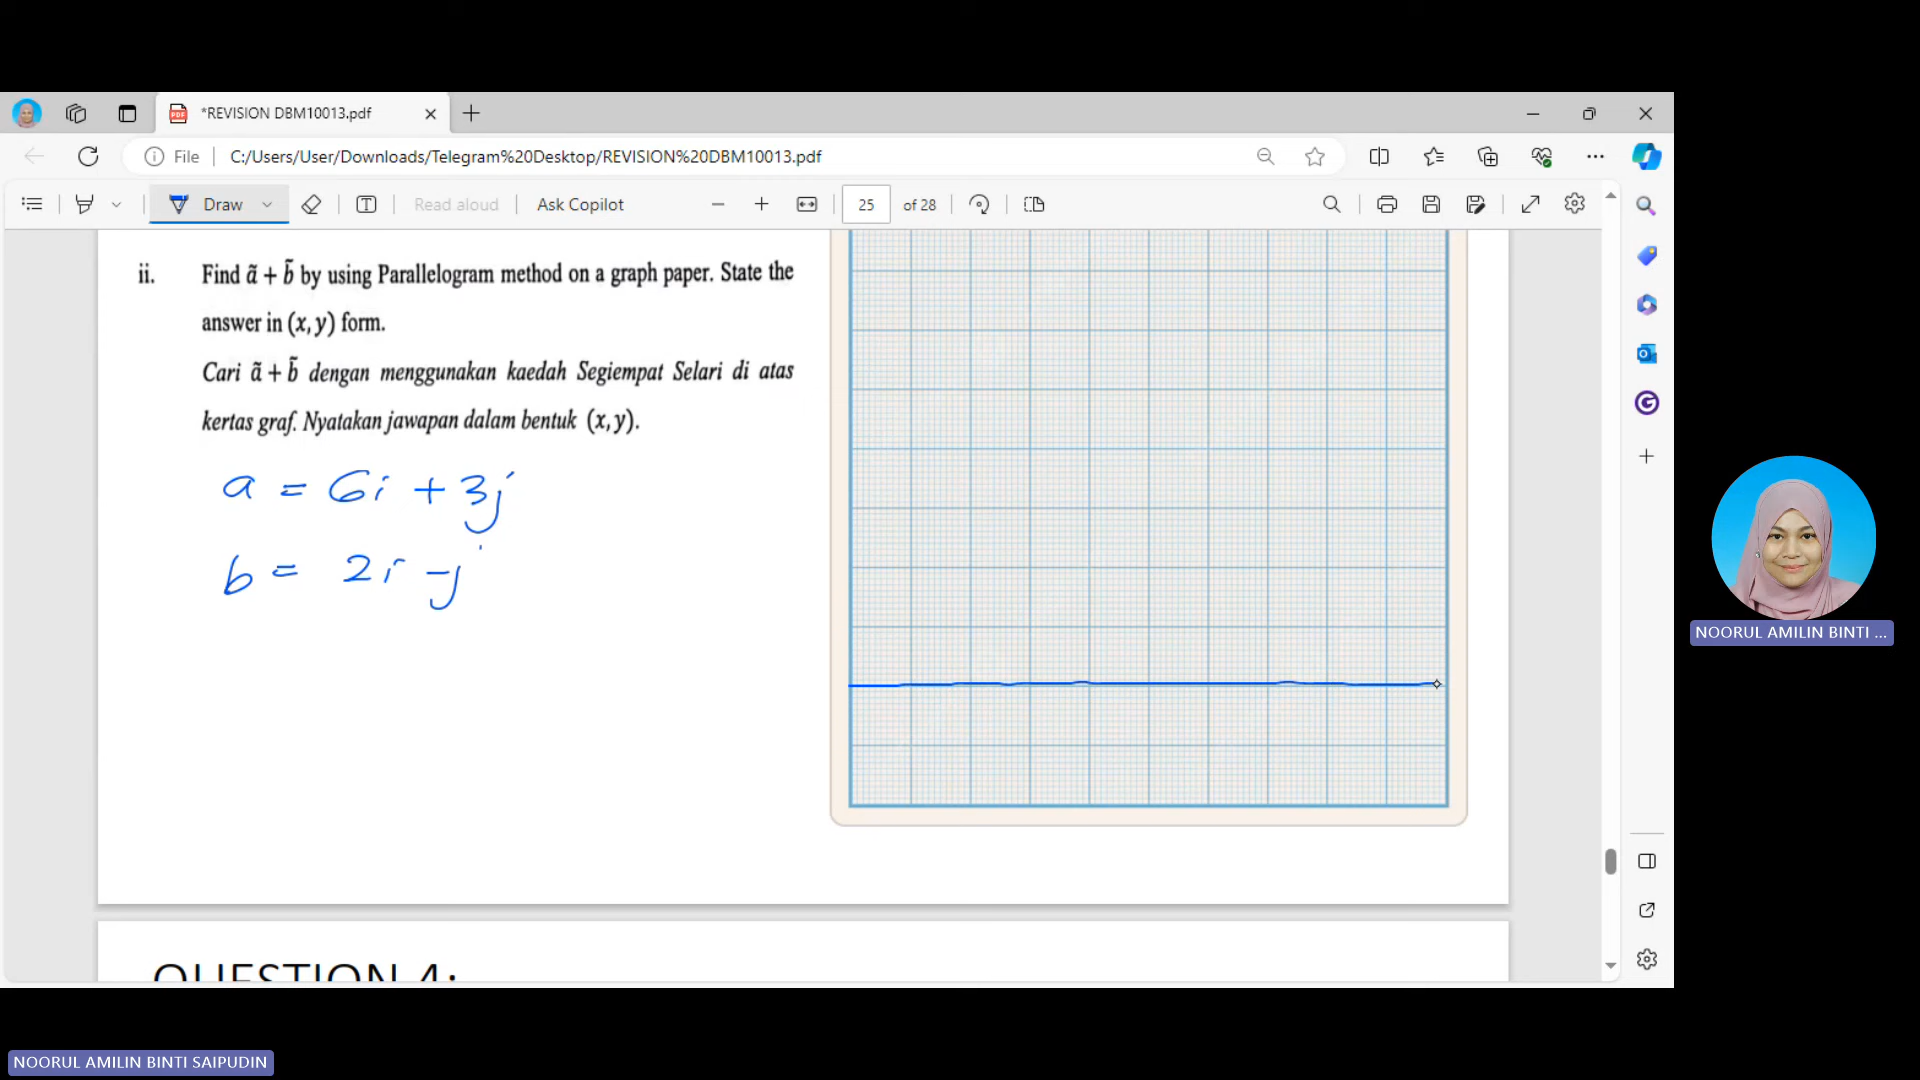 *REVISION DBM10013.pdf
File
C:/Users/User/Downloads/Telegram%20Desktop/REVISION%20DBM10013.pdf
Draw
Read aloud
Ask Copilot
25
of 28
ii. Find ã + b̃ by using Parallelogram method on a graph paper. State the
answer in (x, y) form.
Cari ã + b̃ dengan menggunakan kaedah Segiempat Selari di atas
kertas graf. Nyatakan jawapan dalam bentuk (x, y).
a = 6i + 3j
b = 2i - j
QUESTION 4:
NOORUL AMILIN BINTI ...
NOORUL AMILIN BINTI SAIPUDIN